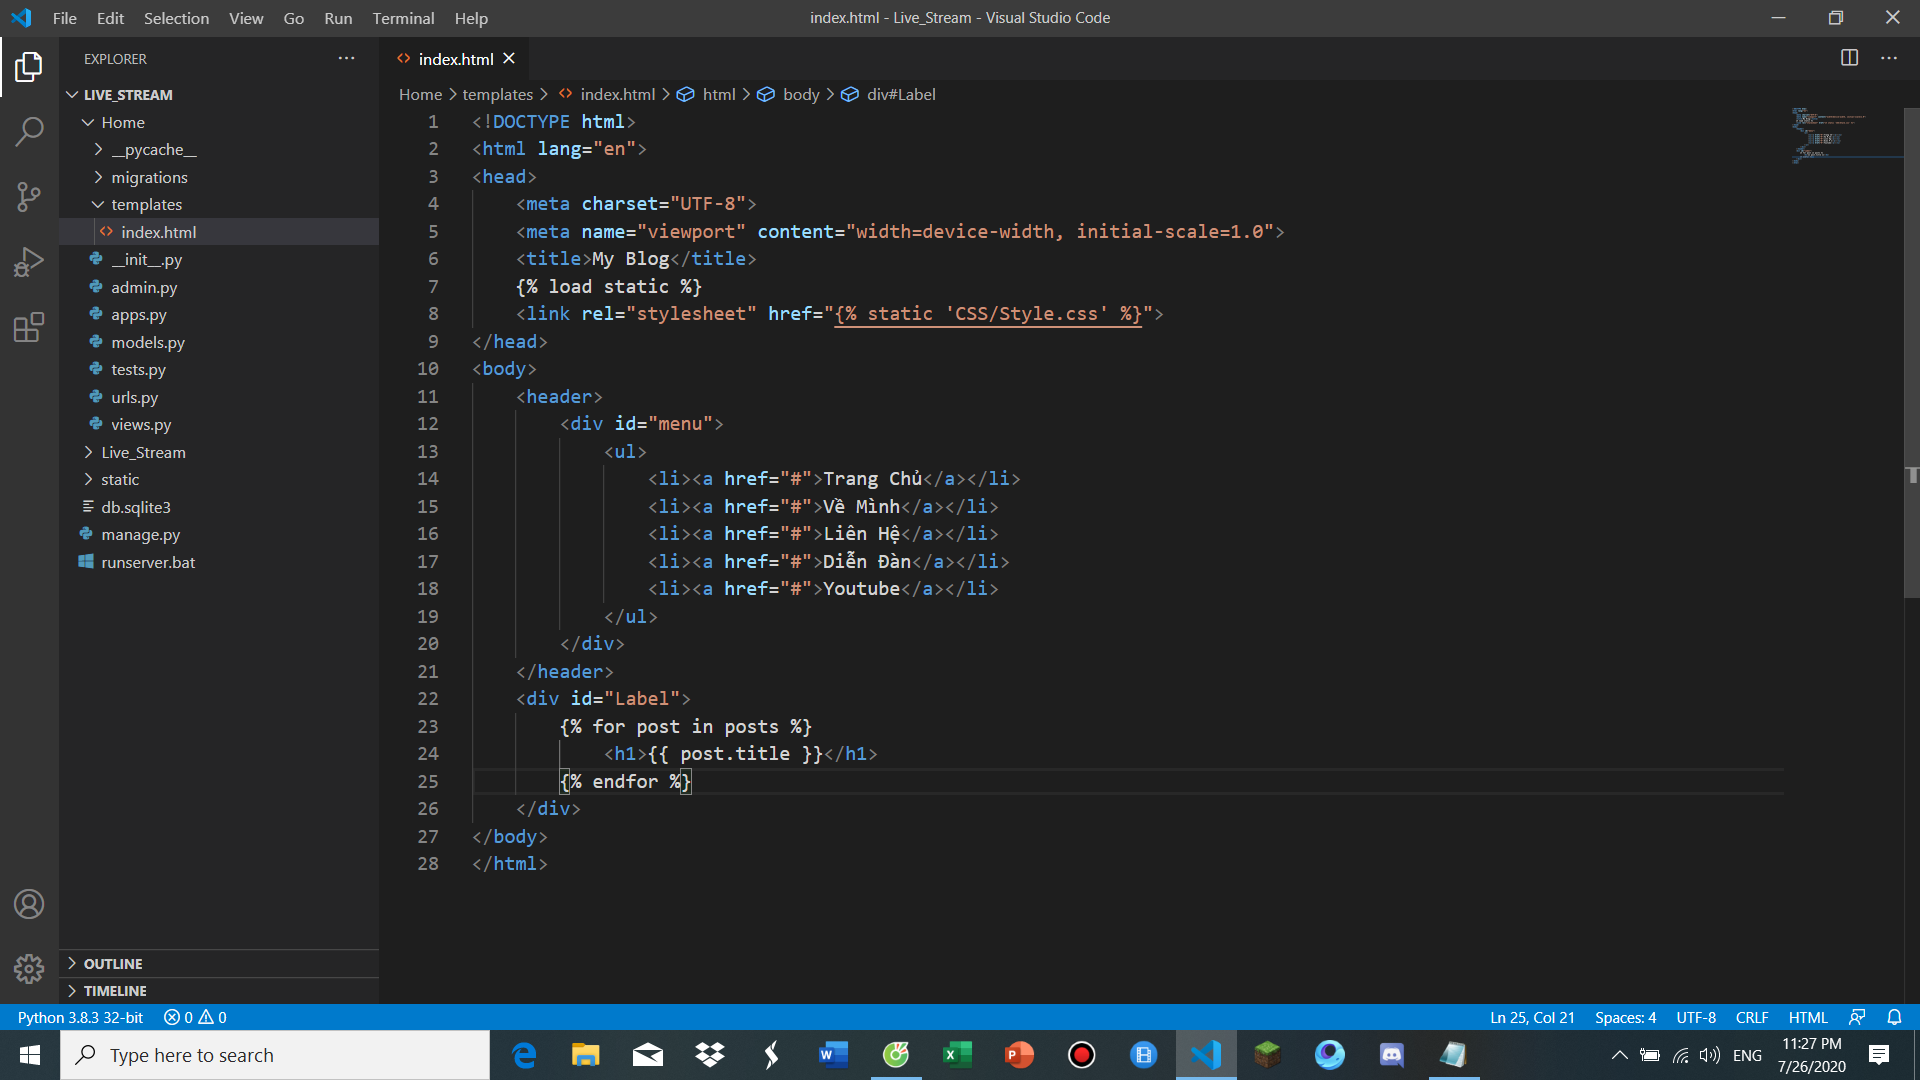 File Edit Selection View Go Run Terminal Help
index.html - Live_Stream - Visual Studio Code
EXPLORER
LIVE_STREAM
Home
__pycache__
migrations
templates
index.html
__init__.py
admin.py
apps.py
models.py
tests.py
urls.py
views.py
Live_Stream
static
db.sqlite3
manage.py
runserver.bat
OUTLINE
TIMELINE
index.html
Home > templates > index.html > html > body > div#Label
1 <!DOCTYPE html>
2 <html lang="en">
3 <head>
4     <meta charset="UTF-8">
5     <meta name="viewport" content="width=device-width, initial-scale=1.0">
6     <title>My Blog</title>
7     {% load static %}
8     <link rel="stylesheet" href="{% static 'CSS/Style.css' %}">
9 </head>
10 <body>
11     <header>
12         <div id="menu">
13             <ul>
14                 <li><a href="#">Trang Chủ</a></li>
15                 <li><a href="#">Về Mình</a></li>
16                 <li><a href="#">Liên Hệ</a></li>
17                 <li><a href="#">Diễn Đàn</a></li>
18                 <li><a href="#">Youtube</a></li>
19             </ul>
20         </div>
21     </header>
22     <div id="Label">
23         {% for post in posts %}
24             <h1>{{ post.title }}</h1>
25         {% endfor %}
26     </div>
27 </body>
28 </html>
Python 3.8.3 32-bit 0 0
Ln 25, Col 21 Spaces: 4 UTF-8 CRLF HTML
Type here to search
ENG
11:27 PM
7/26/2020